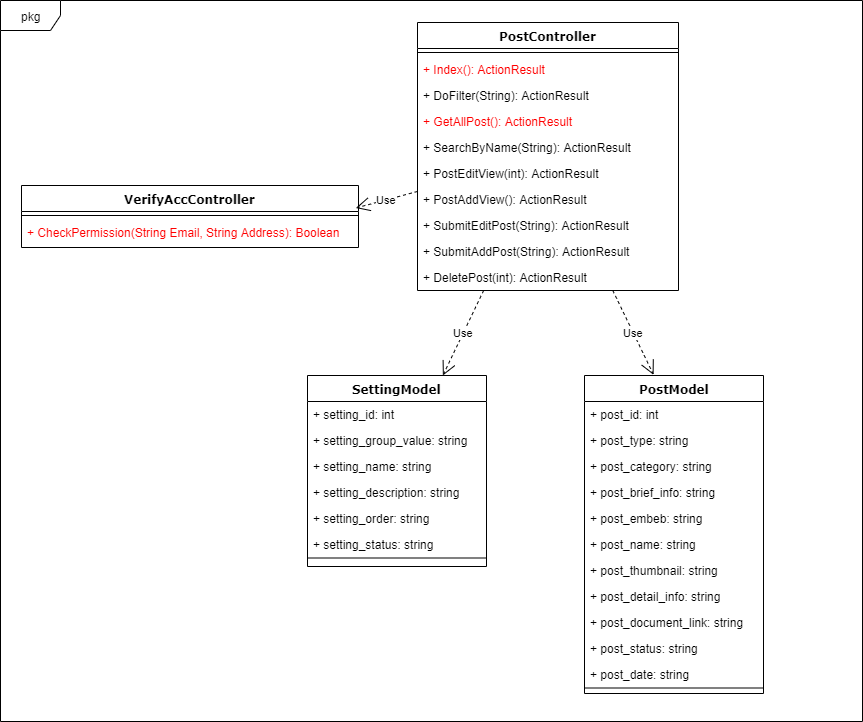 pkg
PostController
+ Index(): ActionResult
+ DoFilter(String): ActionResult
+ GetAllPost(): ActionResult
+ SearchByName(String): ActionResult
+ PostEditView(int): ActionResult
+ PostAddView(): ActionResult
+ SubmitEditPost(String): ActionResult
+ SubmitAddPost(String): ActionResult
+ DeletePost(int): ActionResult
Use
VerifyAccController
+ CheckPermission(String Email, String Address): Boolean
Use
Use
SettingModel
+ setting_id: int
+ setting_group_value: string
+ setting_name: string
+ setting_description: string
+ setting_order: string
+ setting_status: string
PostModel
+ post_id: int
+ post_type: string
+ post_category: string
+ post_brief_info: string
+ post_embeb: string
+ post_name: string
+ post_thumbnail: string
+ post_detail_info: string
+ post_document_link: string
+ post_status: string
+ post_date: string